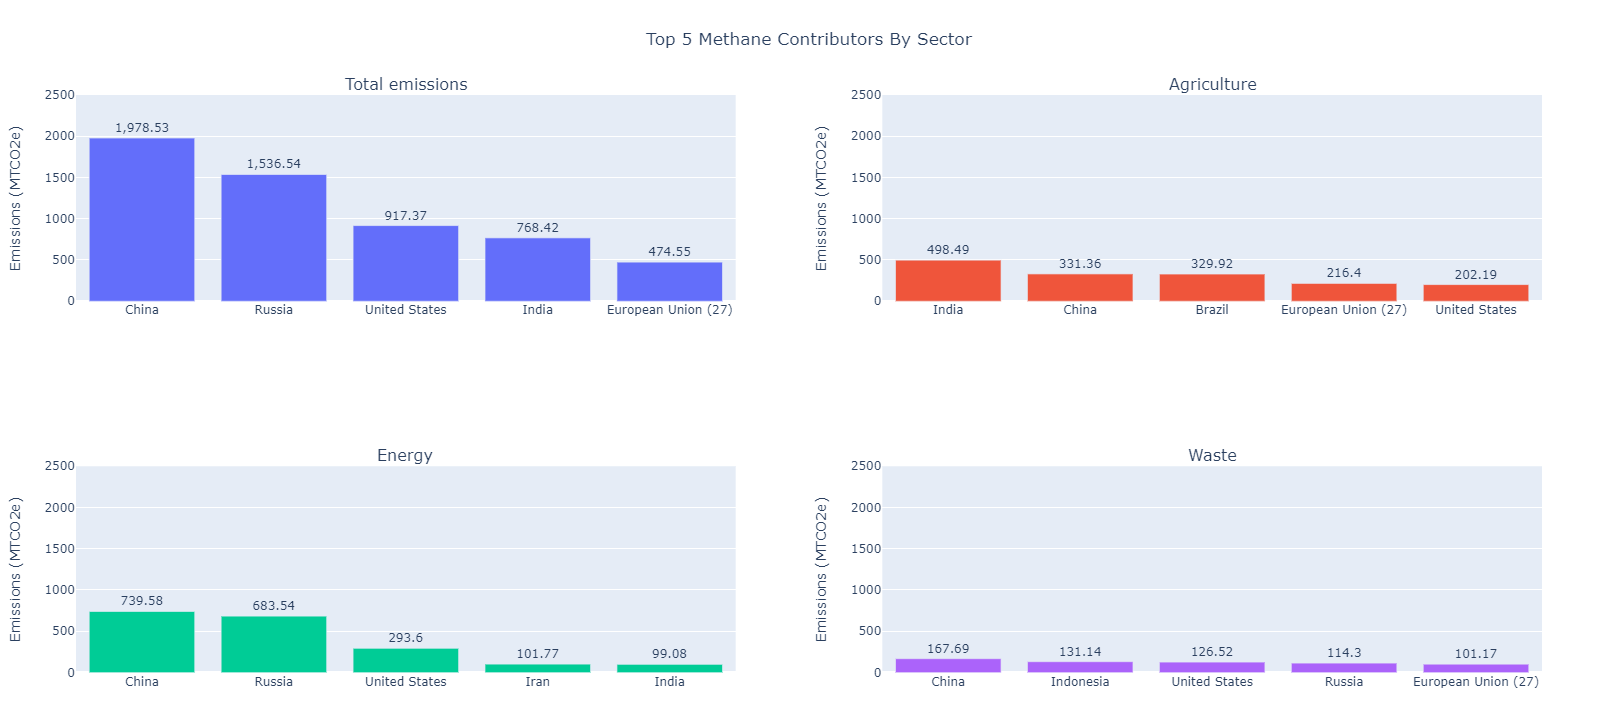 Top 5 Methane Contributors By Sector
Total emissions
Emissions (MTCO2e)
2500
2000
1500
1000
500
0
1,978.53
1,536.54
917.37
768.42
474.55
China
Russia
United States
India
European Union (27)
Agriculture
Emissions (MTCO2e)
2500
2000
1500
1000
500
0
498.49
331.36
329.92
216.4
202.19
India
China
Brazil
European Union (27)
United States
Energy
Emissions (MTCO2e)
2500
2000
1500
1000
500
0
739.58
683.54
293.6
101.77
99.08
China
Russia
United States
Iran
India
Waste
Emissions (MTCO2e)
2500
2000
1500
1000
500
0
167.69
131.14
126.52
114.3
101.17
China
Indonesia
United States
Russia
European Union (27)